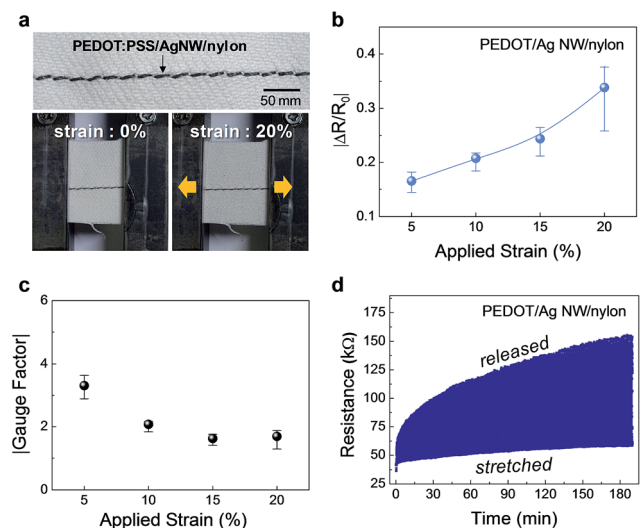 a
PEDOT:PSS/AgNW/nylon
50 mm
strain : 0%
strain : 20%
b
PEDOT/Ag NW/nylon
|ΔR/R₀|
0.4
0.3
0.2
0.1
5 10 15 20
Applied Strain (%)
c
|Gauge Factor|
6
4
2
0
5 10 15 20
Applied Strain (%)
d
PEDOT/Ag NW/nylon
Resistance (kΩ)
175
150
125
100
75
50
25
released
stretched
0 30 60 90 120 150 180
Time (min)